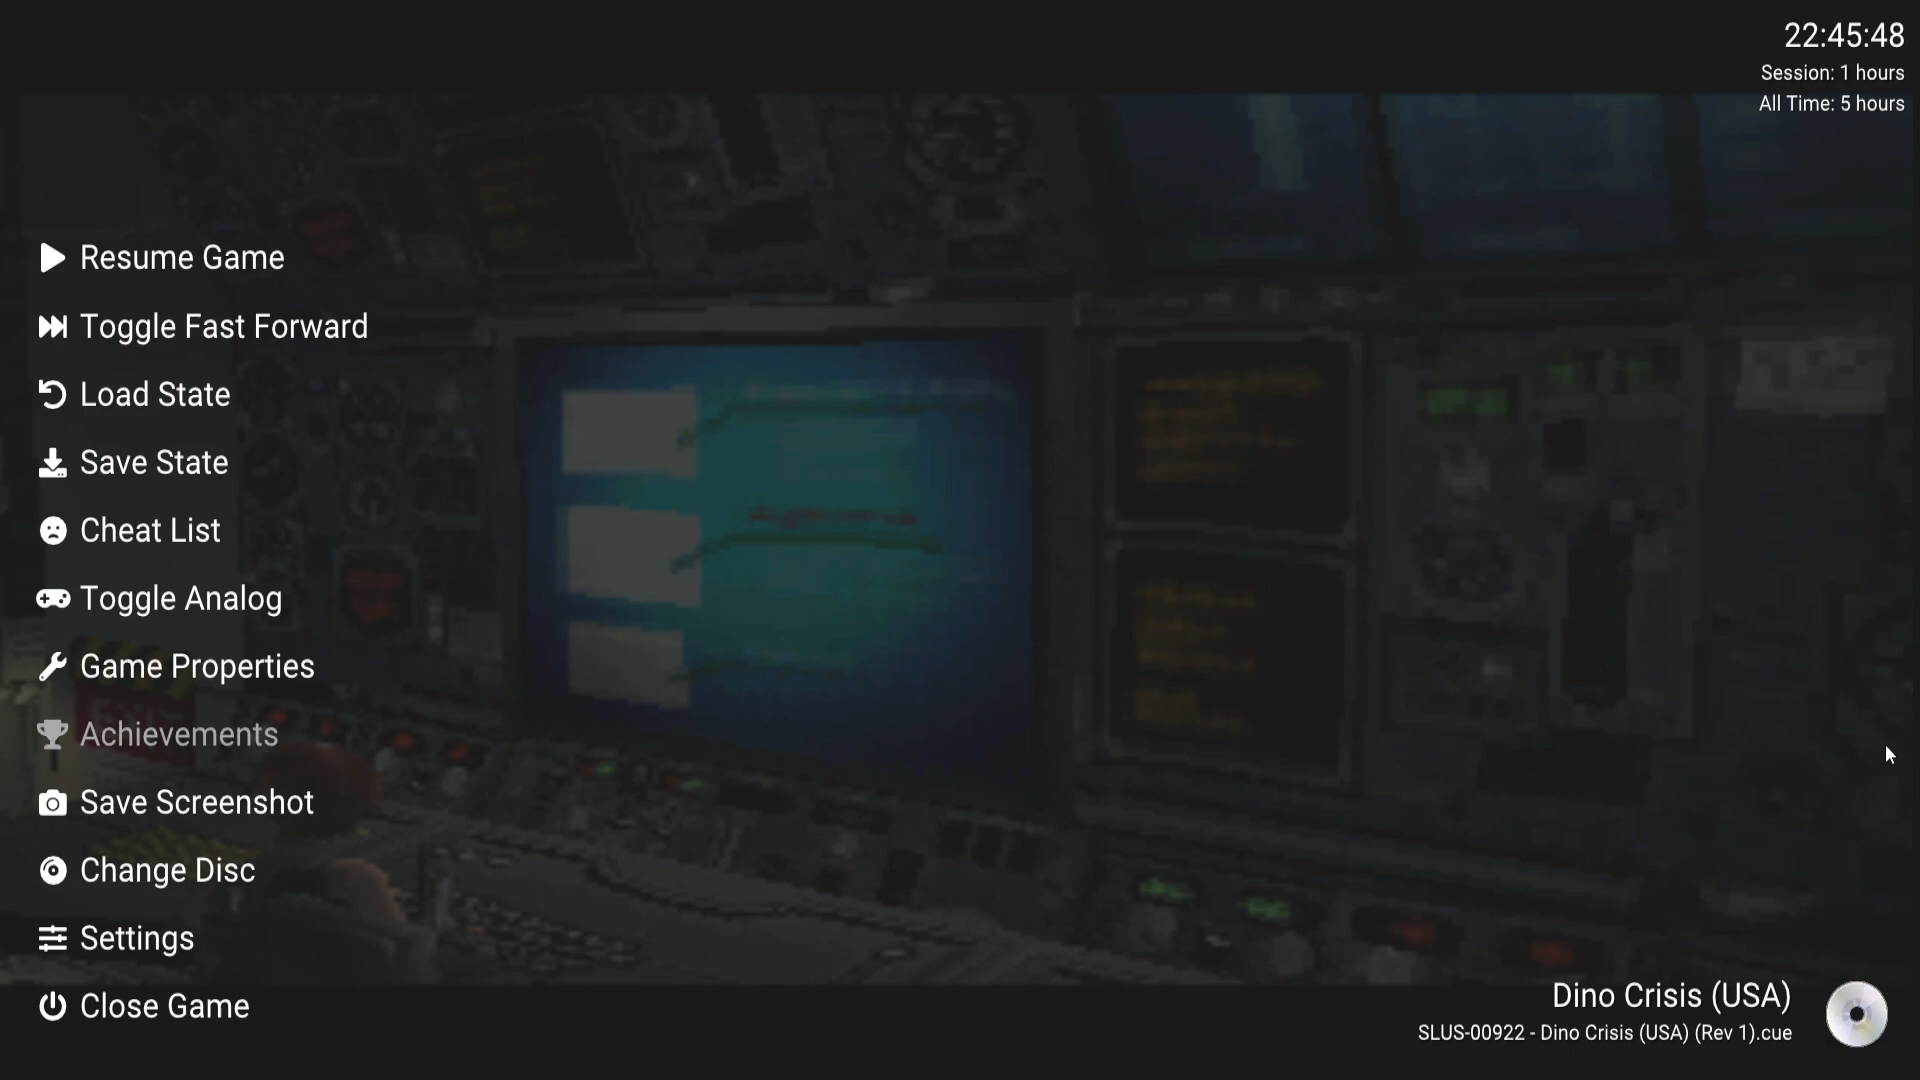 22:45:48
Session: 1 hours
All Time: 5 hours
Resume Game
Toggle Fast Forward
Load State
Save State
Cheat List
Toggle Analog
Game Properties
Achievements
Save Screenshot
Change Disc
Settings
Close Game
Dino Crisis (USA)
SLUS-00922 - Dino Crisis (USA) (Rev 1).cue